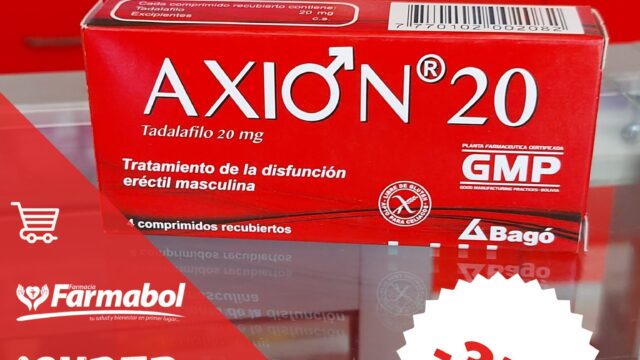 Cada comprimido recubierto contiene:
Tadalafilo 20 mg
Excipientes c.s.
7 770102 002082
AXION® 20
Tadalafilo 20 mg
Tratamiento de la disfunción
eréctil masculina
PLANTA FARMACEUTICA CERTIFICADA
GMP
GOOD MANUFACTURING PRACTICES - BOLIVIA
LIBRE DE GLUTEN
APTO PARA CELIACOS
4 comprimidos recubiertos
Bagó
Farmacia
Farmabol
tu salud y bienestar en primer lugar...